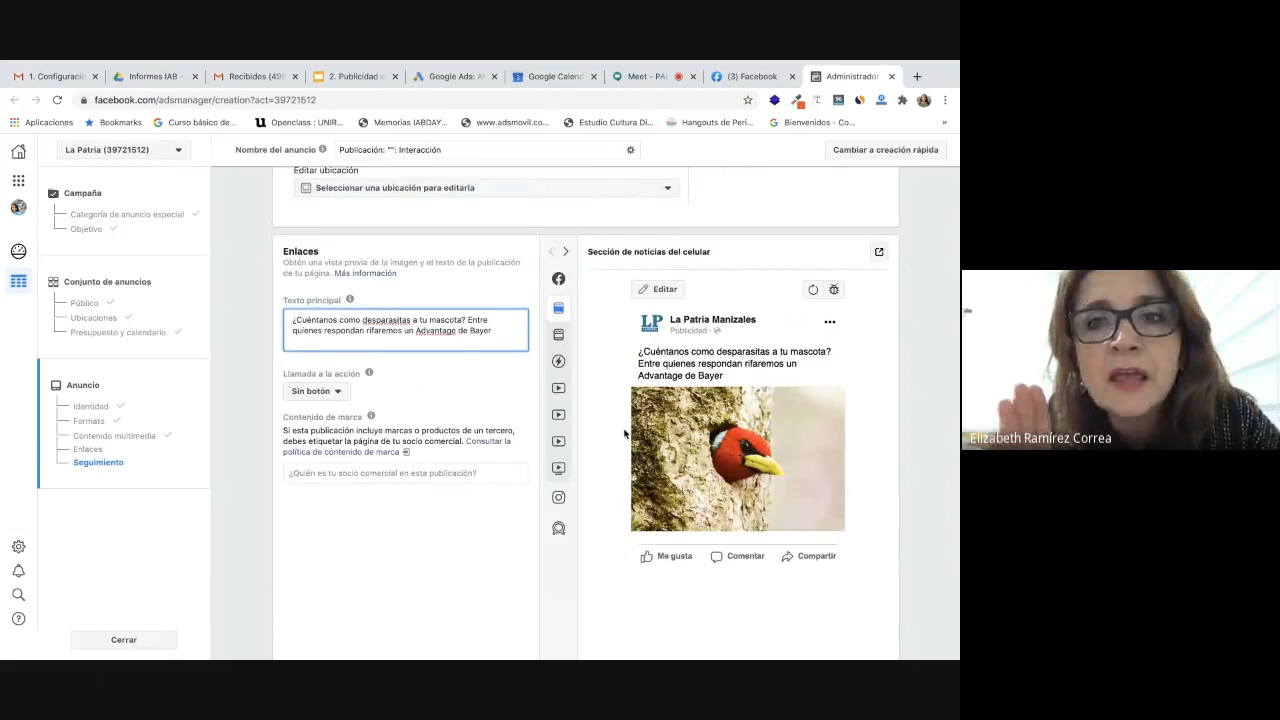 1. Configuraci
Informes IAB -
Recibidos (499
2. Publicidad e
Google Ads: A
Google Calend
Meet - PA
(3) Facebook
Administrador
facebook.com/adsmanager/creation?act=39721512
Aplicaciones
Bookmarks
Curso básico de...
Openclass : UNIR...
Memorias IABDAY...
www.adsmovil.co...
Estudio Cultura Di...
Hangouts de Peri...
Bienvenidos - Co...
»
La Patria (39721512)
Nombre del anuncio
Publicación: "": Interacción
Cambiar a creación rápida
Campaña
Categoría de anuncio especial
Objetivo
Conjunto de anuncios
Público
Ubicaciones
Presupuesto y calendario
Anuncio
Identidad
Formato
Contenido multimedia
Enlaces
Seguimiento
Cerrar
Editar ubicación
Seleccionar una ubicación para editarla
Enlaces
Obtén una vista previa de la imagen y el texto de la publicación
de tu página. Más información
Texto principal
¿Cuéntanos como desparasitas a tu mascota? Entre
quienes respondan rifaremos un Advantage de Bayer
Llamada a la acción
Sin botón
Contenido de marca
Si esta publicación incluye marcas o productos de un tercero,
debes etiquetar la página de tu socio comercial. Consultar la
política de contenido de marca
¿Quién es tu socio comercial en esta publicación?
Sección de noticias del celular
Editar
LP
La Patria Manizales
Publicidad ·
¿Cuéntanos como desparasitas a tu mascota?
Entre quienes respondan rifaremos un
Advantage de Bayer
Me gusta
Comentar
Compartir
Elizabeth Ramírez Correa